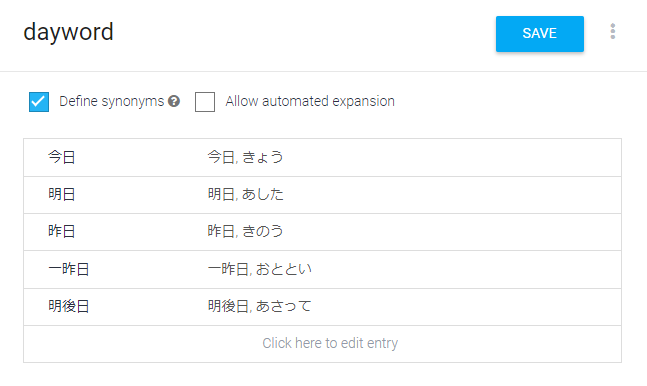 dayword
SAVE
Define synonyms
Allow automated expansion
今日 今日, きょう
明日 明日, あした
昨日 昨日, きのう
一昨日 一昨日, おととい
明後日 明後日, あさって
Click here to edit entry